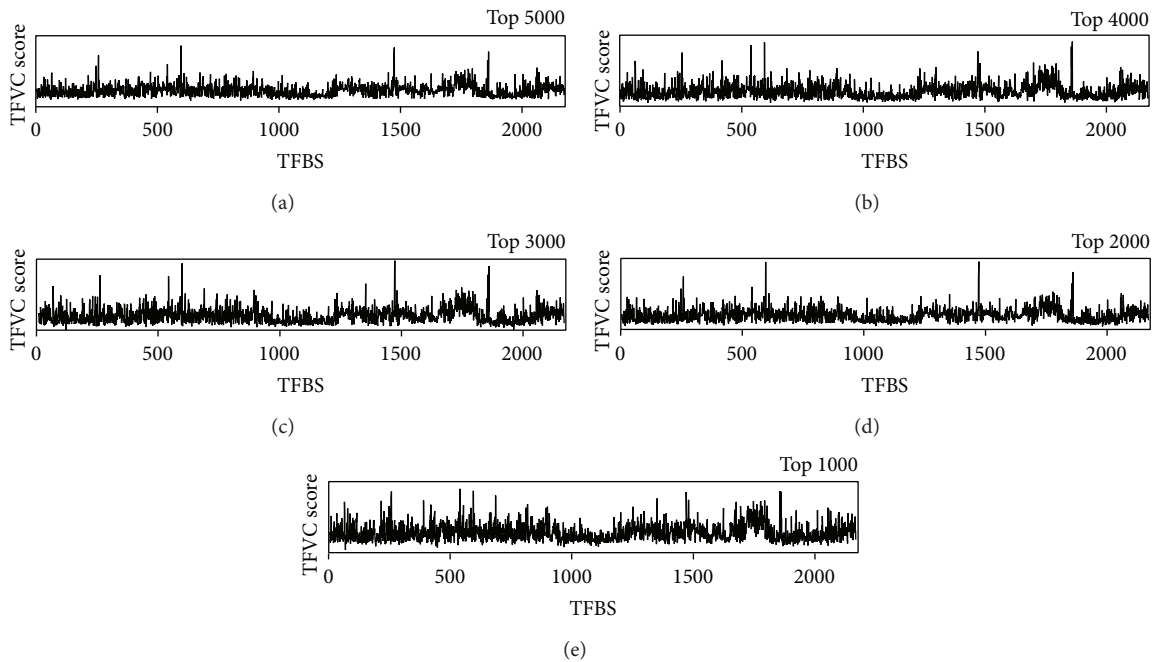 Top 5000
TFVC score
0 500 1000 1500 2000
TFBS
(a)
Top 4000
TFVC score
0 500 1000 1500 2000
TFBS
(b)
Top 3000
TFVC score
0 500 1000 1500 2000
TFBS
(c)
Top 2000
TFVC score
0 500 1000 1500 2000
TFBS
(d)
Top 1000
TFVC score
0 500 1000 1500 2000
TFBS
(e)